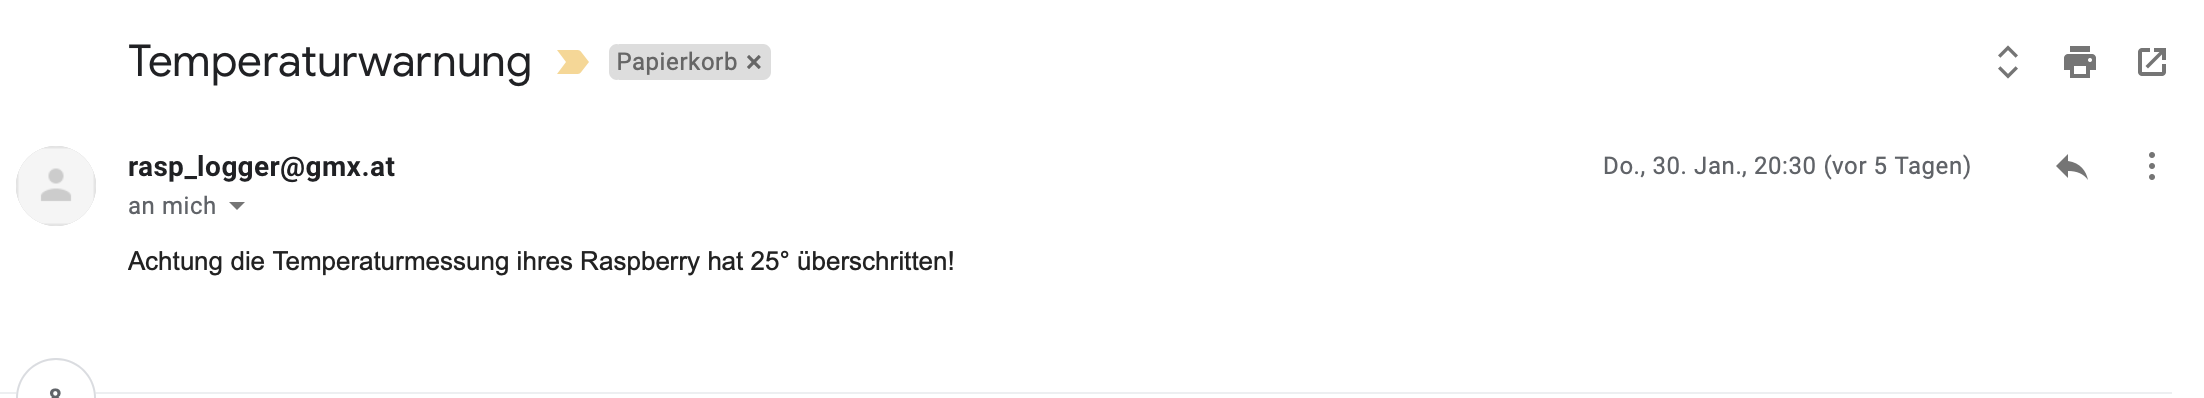 Temperaturwarnung Papierkorb ×
rasp_logger@gmx.at Do., 30. Jan., 20:30 (vor 5 Tagen)
an mich
Achtung die Temperaturmessung ihres Raspberry hat 25° überschritten!